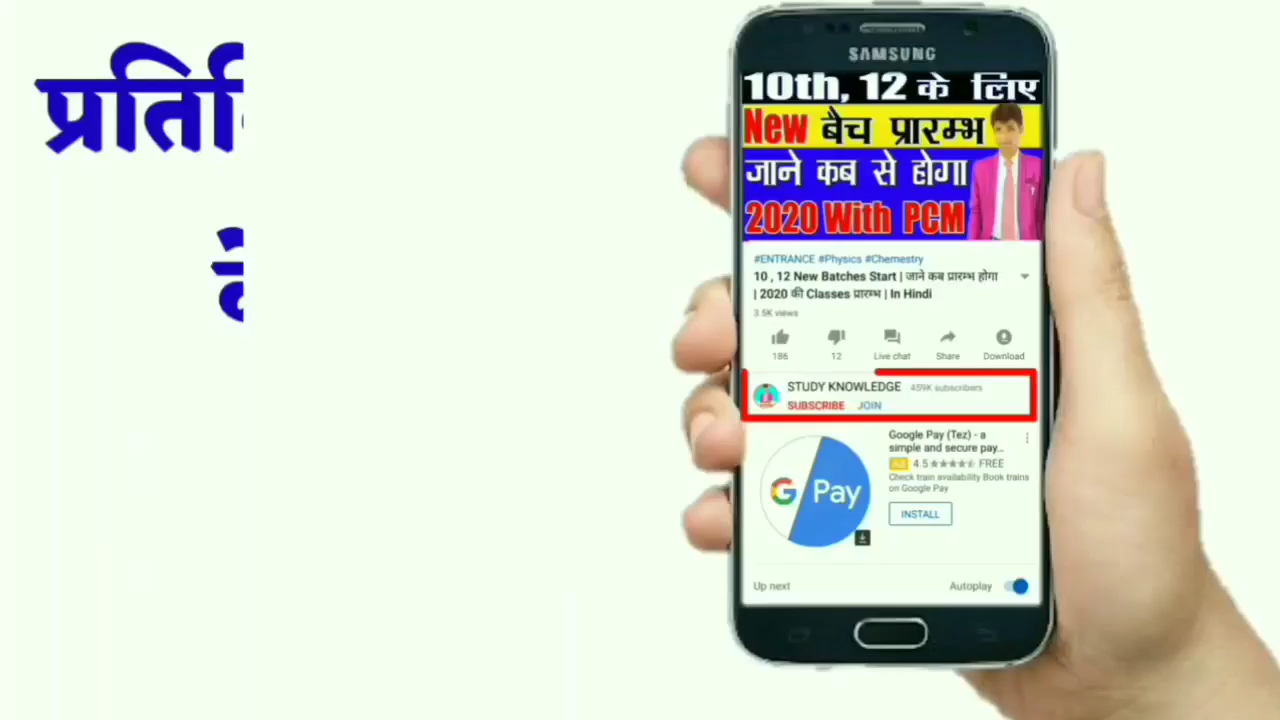 SAMSUNG
10th, 12 के लिए
New बैच प्रारम्भ
जाने कब से होगा
2020 With PCM
#ENTRANCE #Physics #Chemestry
10 , 12 New Batches Start | जाने कब प्रारम्भ होगा
| 2020 की Classes प्रारम्भ | In Hindi
3.5K views
186 12 Live chat Share Download
STUDY KNOWLEDGE 459K subscribers
SUBSCRIBE JOIN
Google Pay (Tez) - a
simple and secure pay...
Ad 4.5 FREE
Check train availability Book trains
on Google Pay
G Pay
INSTALL
Up next Autoplay